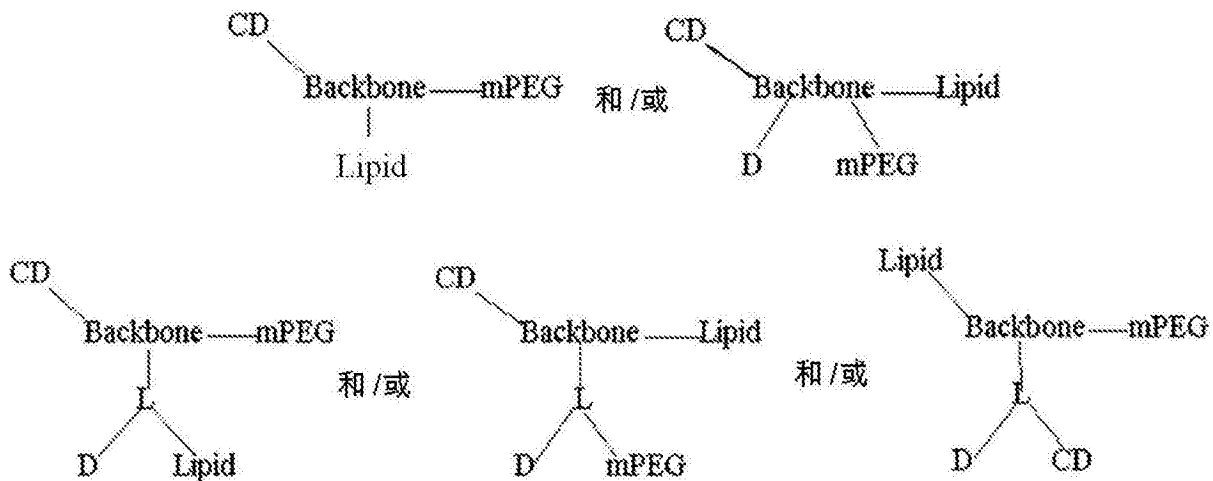 CD CD
Backbone mPEG 和 /或 Backbone Lipid
Lipid D mPEG
CD CD Lipid
Backbone mPEG Backbone Lipid Backbone mPEG
和 /或 和 /或
L L L
D Lipid D mPEG D CD